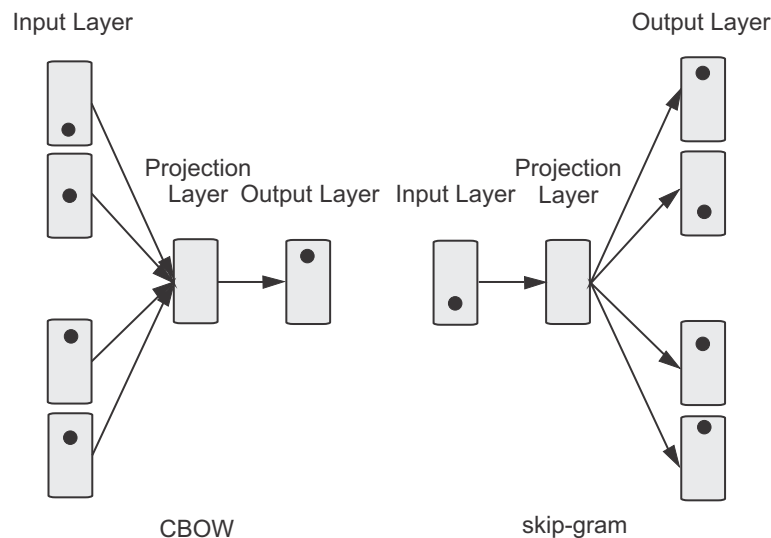 Input Layer
Output Layer
Projection
Layer
Output Layer
Input Layer
Projection
Layer
CBOW
skip-gram